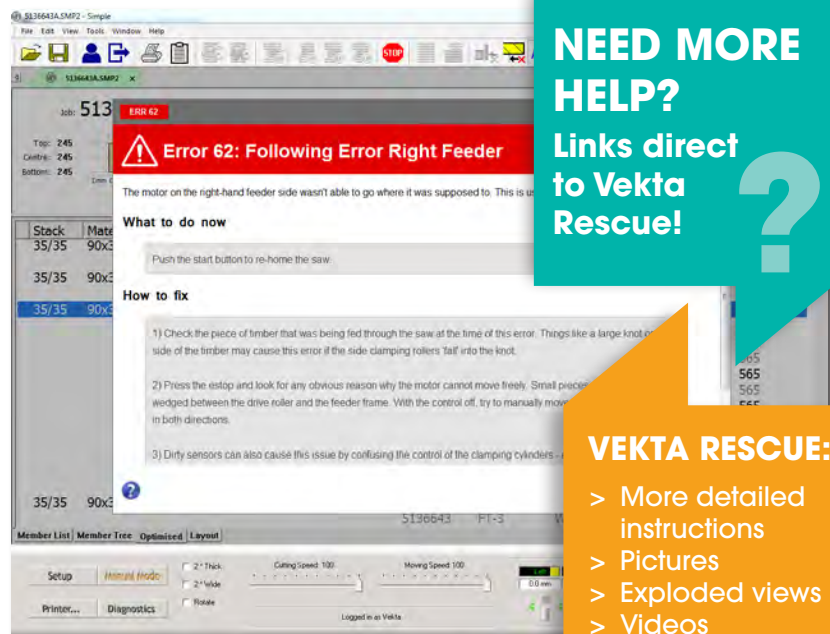 5136643A.SMP2 - Simple
File Edit View Tools Window Help
STOP
5136643A.SMP2 x
Job: 513
Top: 245
Centre: 245
Bottom: 245
ERR 62
Error 62: Following Error Right Feeder
The motor on the right-hand feeder side wasn't able to go where it was supposed to. This is
What to do now
Push the start button to re-home the saw
How to fix
1) Check the piece of timber that was being fed through the saw at the time of this error. Things like a large knot
side of the timber may cause this error if the side clamping rollers 'fall' into the knot.
2) Press the estop and look for any obvious reason why the motor cannot move freely. Small
wedged between the drive roller and the feeder frame. With the control off, try to manually
in both directions.
3) Dirty sensors can also cause this issue by confusing the control of the clamping cylinders -
Stack Mate
35/35 90x
35/35 90x
35/35 90x
35/35 90x
565
565
565
5136643 FT-3
Member List Member Tree Optimised Layout
Setup Manual Mode
Printer... Diagnostics
2" Thick
2" Wide
Rotate
Cutting Speed: 100
Moving Speed: 100
Left
0.0 mm
Logged in as Vekta
NEED MORE
HELP?
Links direct
to Vekta
Rescue!
?
VEKTA RESCUE:
> More detailed
instructions
> Pictures
> Exploded views
> Videos